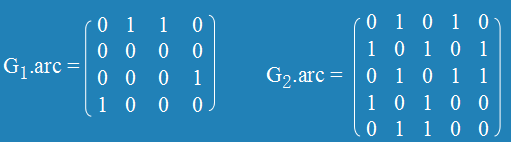 G1.arc =
0 1 1 0
0 0 0 0
0 0 0 1
1 0 0 0
G2.arc =
0 1 0 1 0
1 0 1 0 1
0 1 0 1 1
1 0 1 0 0
0 1 1 0 0